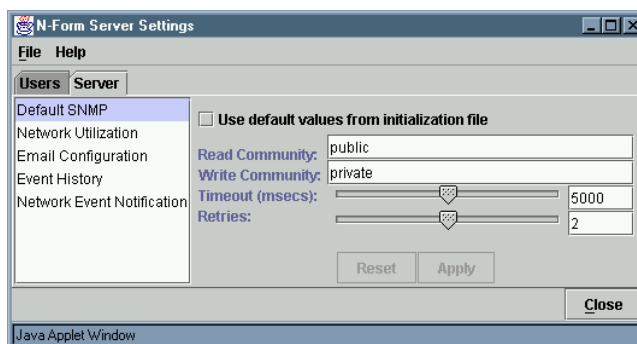 N-Form Server Settings
File Help
Users Server
Default SNMP
Network Utilization
Email Configuration
Event History
Network Event Notification
Use default values from initialization file
Read Community: public
Write Community: private
Timeout (msecs): 5000
Retries: 2
Reset Apply
Close
Java Applet Window